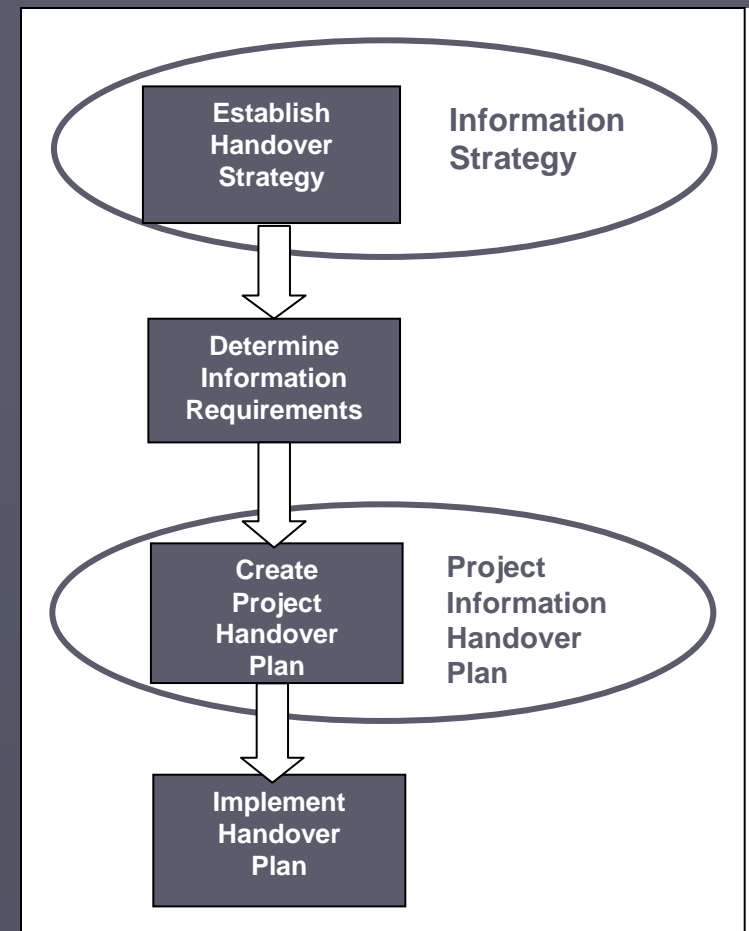 Establish
Handover
Strategy
Information
Strategy
Determine
Information
Requirements
Create
Project
Handover
Plan
Project
Information
Handover
Plan
Implement
Handover
Plan